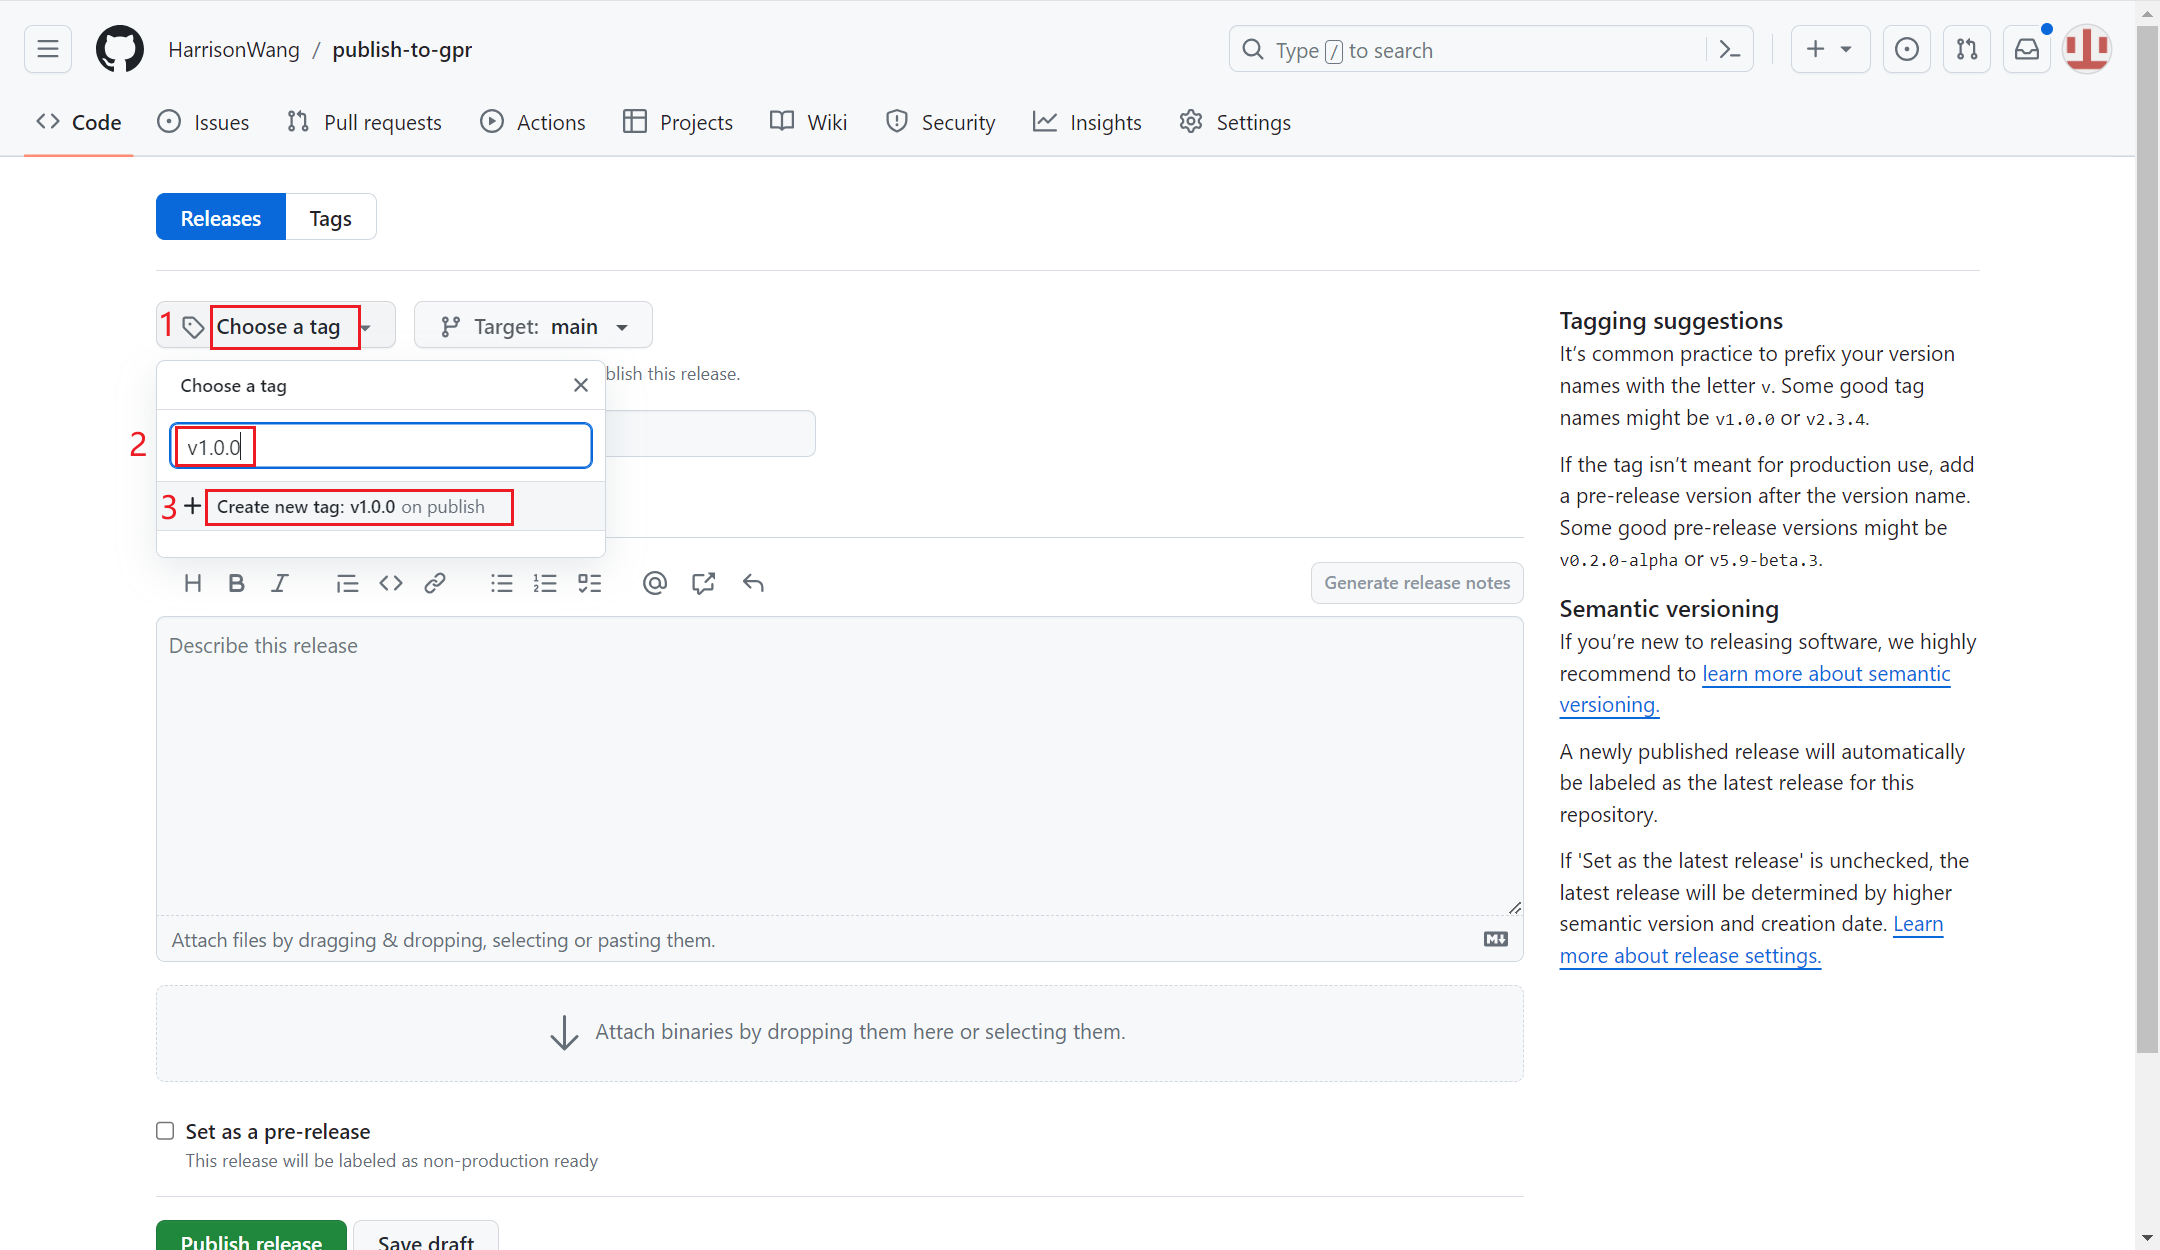 HarrisonWang / publish-to-gpr
Type / to search
Code
Issues
Pull requests
Actions
Projects
Wiki
Security
Insights
Settings
Releases
Tags
1 Choose a tag
Target: main
Choose a tag
blish this release.
2 v1.0.0
3 + Create new tag: v1.0.0 on publish
H B I
Generate release notes
Describe this release
Attach files by dragging & dropping, selecting or pasting them.
Attach binaries by dropping them here or selecting them.
Set as a pre-release
This release will be labeled as non-production ready
Publish release
Save draft
Tagging suggestions
It’s common practice to prefix your version
names with the letter v. Some good tag
names might be v1.0.0 or v2.3.4.
If the tag isn’t meant for production use, add
a pre-release version after the version name.
Some good pre-release versions might be
v0.2.0-alpha or v5.9-beta.3.
Semantic versioning
If you’re new to releasing software, we highly
recommend to learn more about semantic
versioning.
A newly published release will automatically
be labeled as the latest release for this
repository.
If 'Set as the latest release' is unchecked, the
latest release will be determined by higher
semantic version and creation date. Learn
more about release settings.